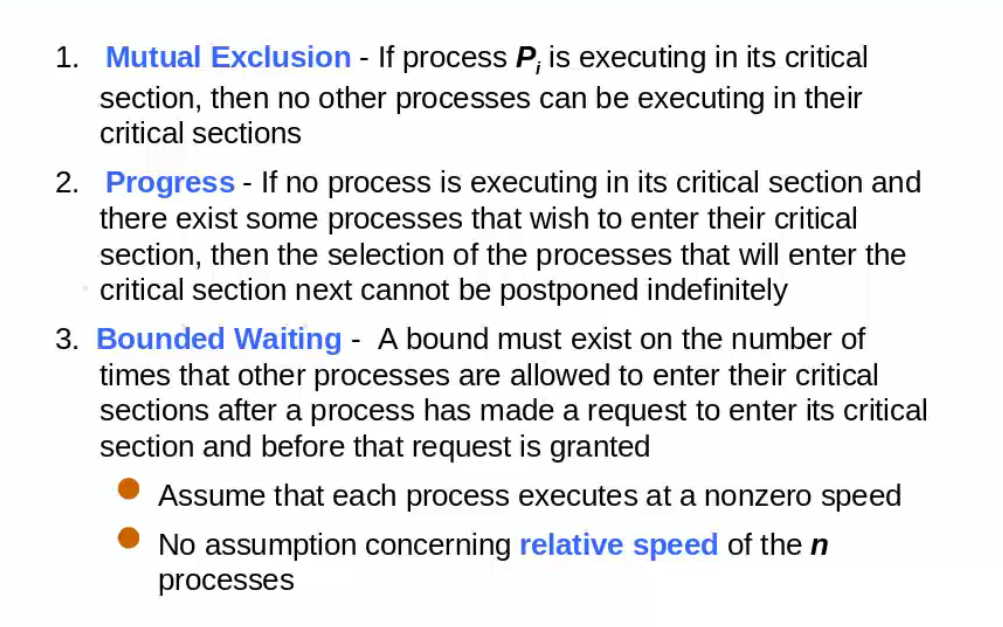 1. Mutual Exclusion - If process Pi is executing in its critical
section, then no other processes can be executing in their
critical sections
2. Progress - If no process is executing in its critical section and
there exist some processes that wish to enter their critical
section, then the selection of the processes that will enter the
critical section next cannot be postponed indefinitely
3. Bounded Waiting - A bound must exist on the number of
times that other processes are allowed to enter their critical
sections after a process has made a request to enter its critical
section and before that request is granted
Assume that each process executes at a nonzero speed
No assumption concerning relative speed of the n
processes